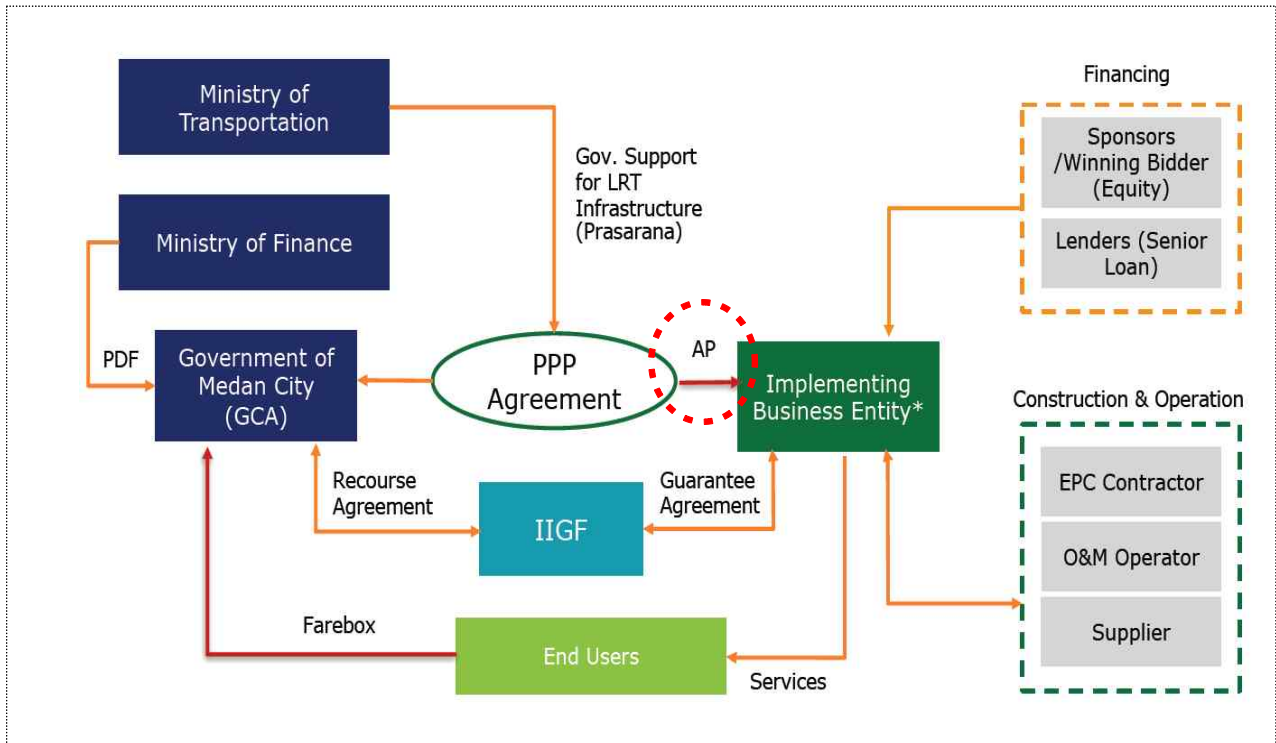 Ministry of
Transportation
Ministry of Finance
PDF
Government of
Medan City
(GCA)
Gov. Support
for LRT
Infrastructure
(Prasarana)
PPP
Agreement
AP
Implementing
Business Entity*
Financing
Sponsors
/Winning Bidder
(Equity)
Lenders (Senior
Loan)
Construction & Operation
EPC Contractor
O&M Operator
Supplier
Recourse
Agreement
IIGF
Guarantee
Agreement
Farebox
End Users
Services